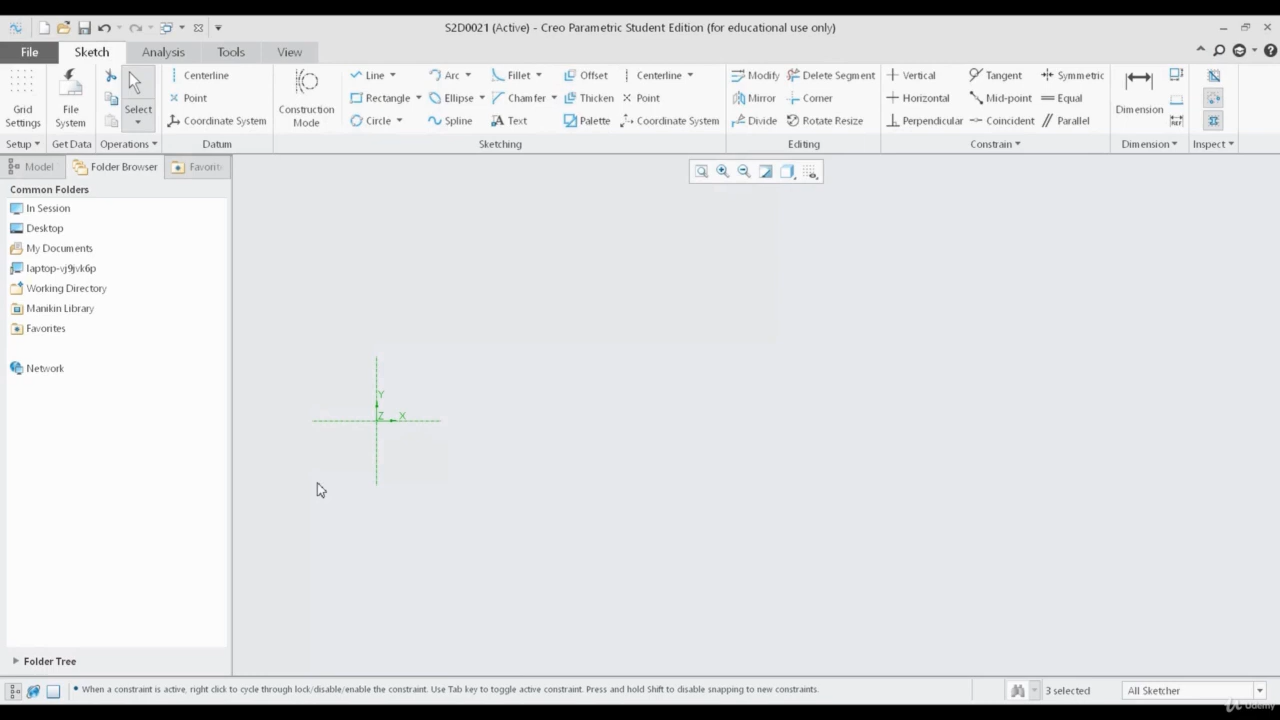 S2D0021 (Active) - Creo Parametric Student Edition (for educational use only)
File Sketch Analysis Tools View
Centerline Line Arc Fillet Offset Centerline Modify Delete Segment Vertical Tangent Symmetric
Point Rectangle Ellipse Chamfer Thicken Point Mirror Corner Horizontal Mid-point Equal
Grid Settings File System Select Coordinate System Construction Mode Circle Spline Text Palette Coordinate System Divide Rotate Resize Perpendicular Coincident Parallel Dimension
Setup Get Data Operations Datum Sketching Editing Constrain Dimension Inspect
Model Folder Browser Favorit
Common Folders
In Session
Desktop
My Documents
laptop-vj9jvk6p
Working Directory
Manikin Library
Favorites
Network
Y
Z X
Folder Tree
When a constraint is active, right click to cycle through lock/disable/enable the constraint. Use Tab key to toggle active constraint. Press and hold Shift to disable snapping to new constraints.
3 selected All Sketcher
Udemy